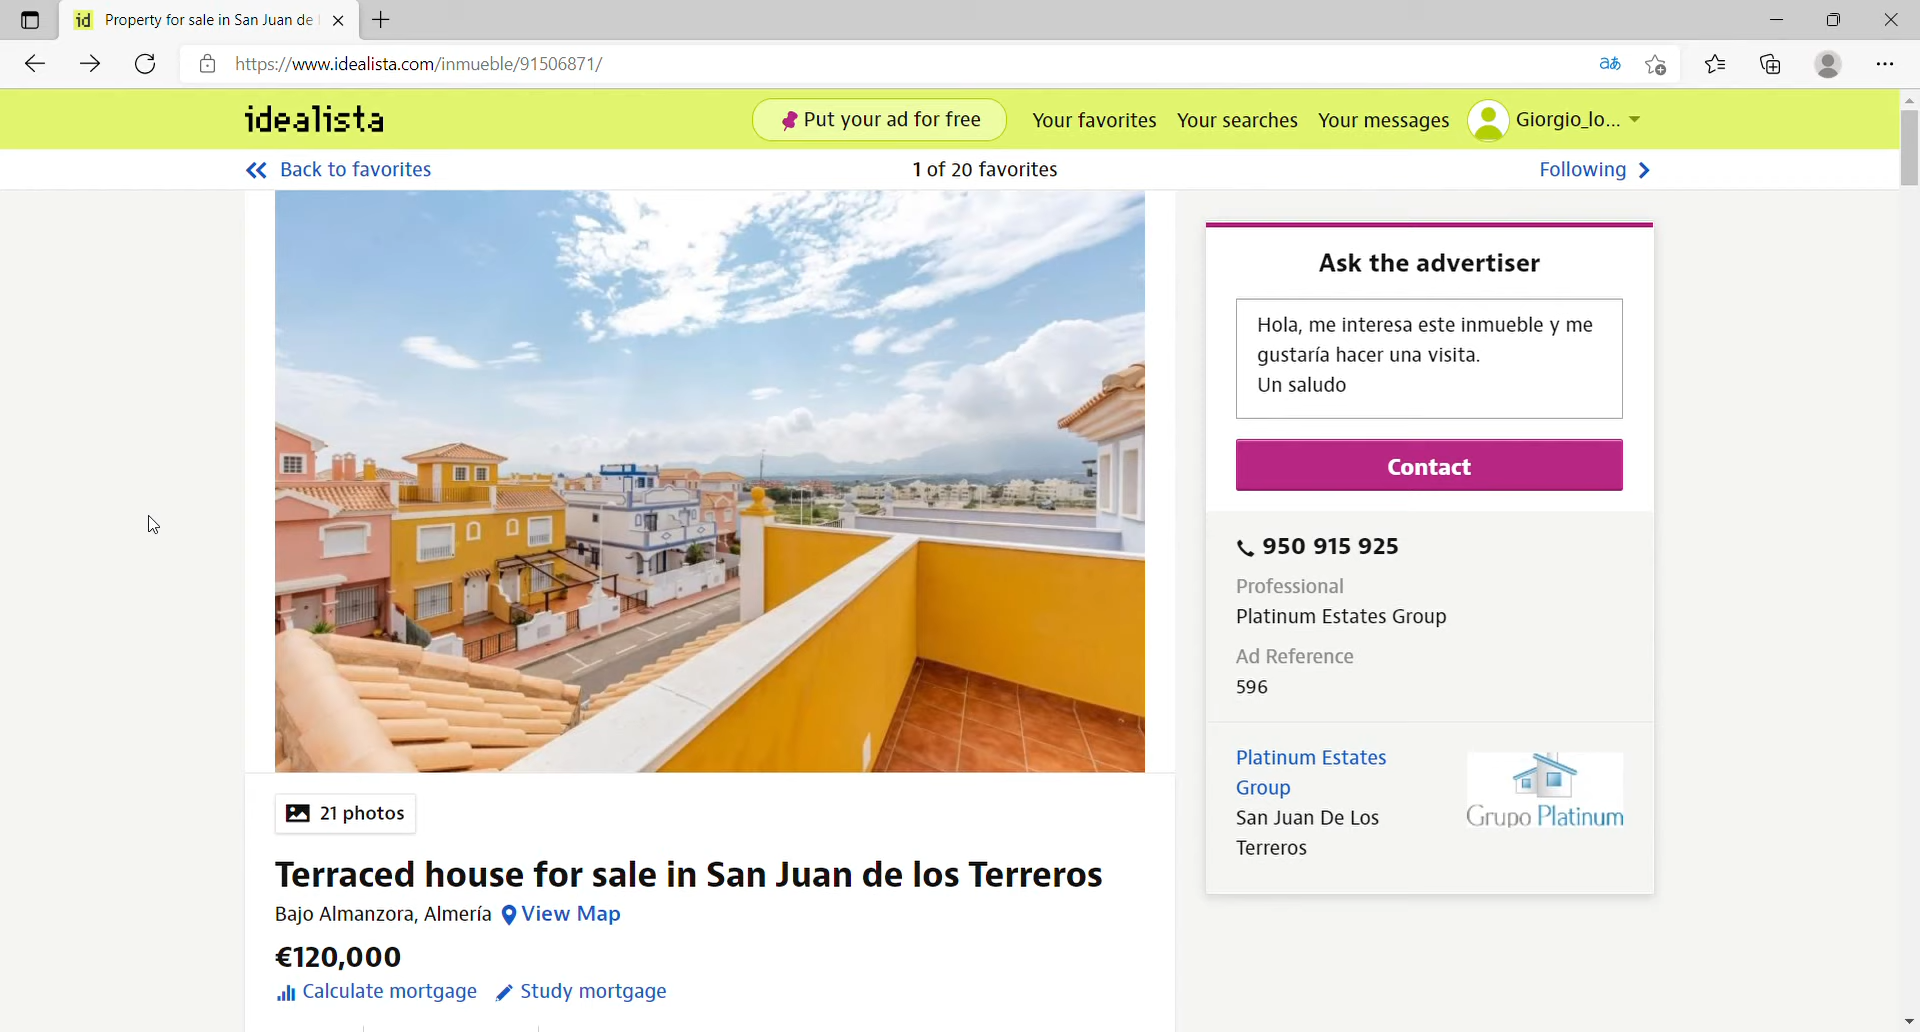 id Property for sale in San Juan de
https://www.idealista.com/inmueble/91506871/
idealista
Put your ad for free
Your favorites
Your searches
Your messages
Giorgio_lo...
Back to favorites
1 of 20 favorites
Following
Ask the advertiser
Hola, me interesa este inmueble y me
gustaría hacer una visita.
Un saludo
Contact
950 915 925
Professional
Platinum Estates Group
Ad Reference
596
Platinum Estates
Group
San Juan De Los
Terreros
Grupo Platinum
21 photos
Terraced house for sale in San Juan de los Terreros
Bajo Almanzora, Almería View Map
€120,000
Calculate mortgage Study mortgage